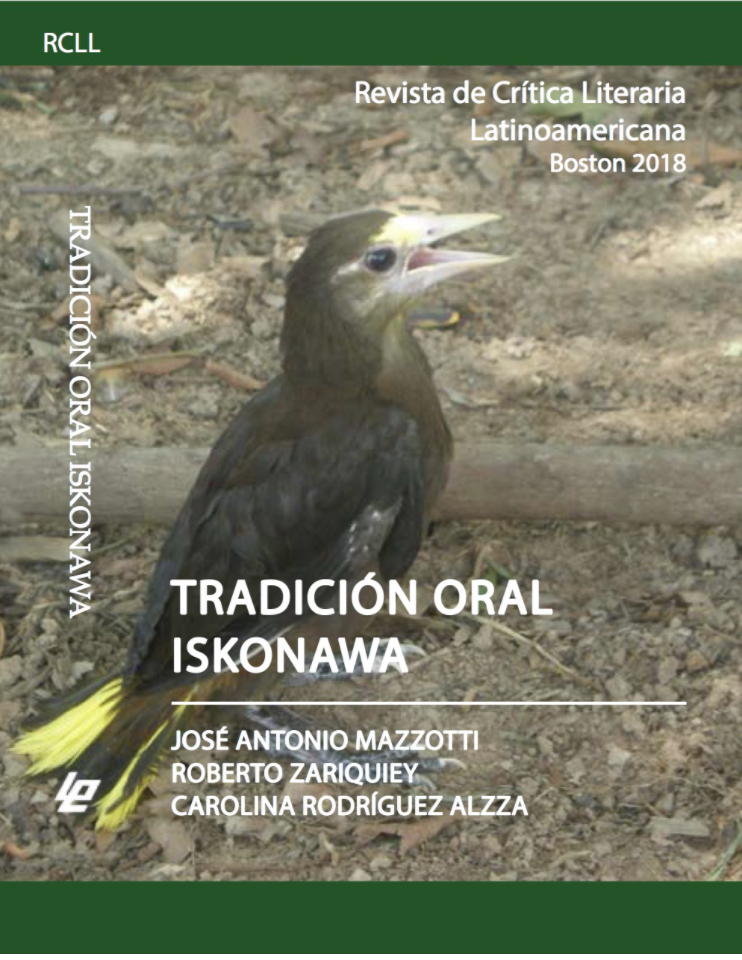 RCLL
Revista de Crítica Literaria
Latinoamericana
Boston 2018
TRADICIÓN ORAL ISKONAWA
TRADICIÓN ORAL
ISKONAWA
JOSÉ ANTONIO MAZZOTTI
ROBERTO ZARIQUIEY
CAROLINA RODRÍGUEZ ALZZA